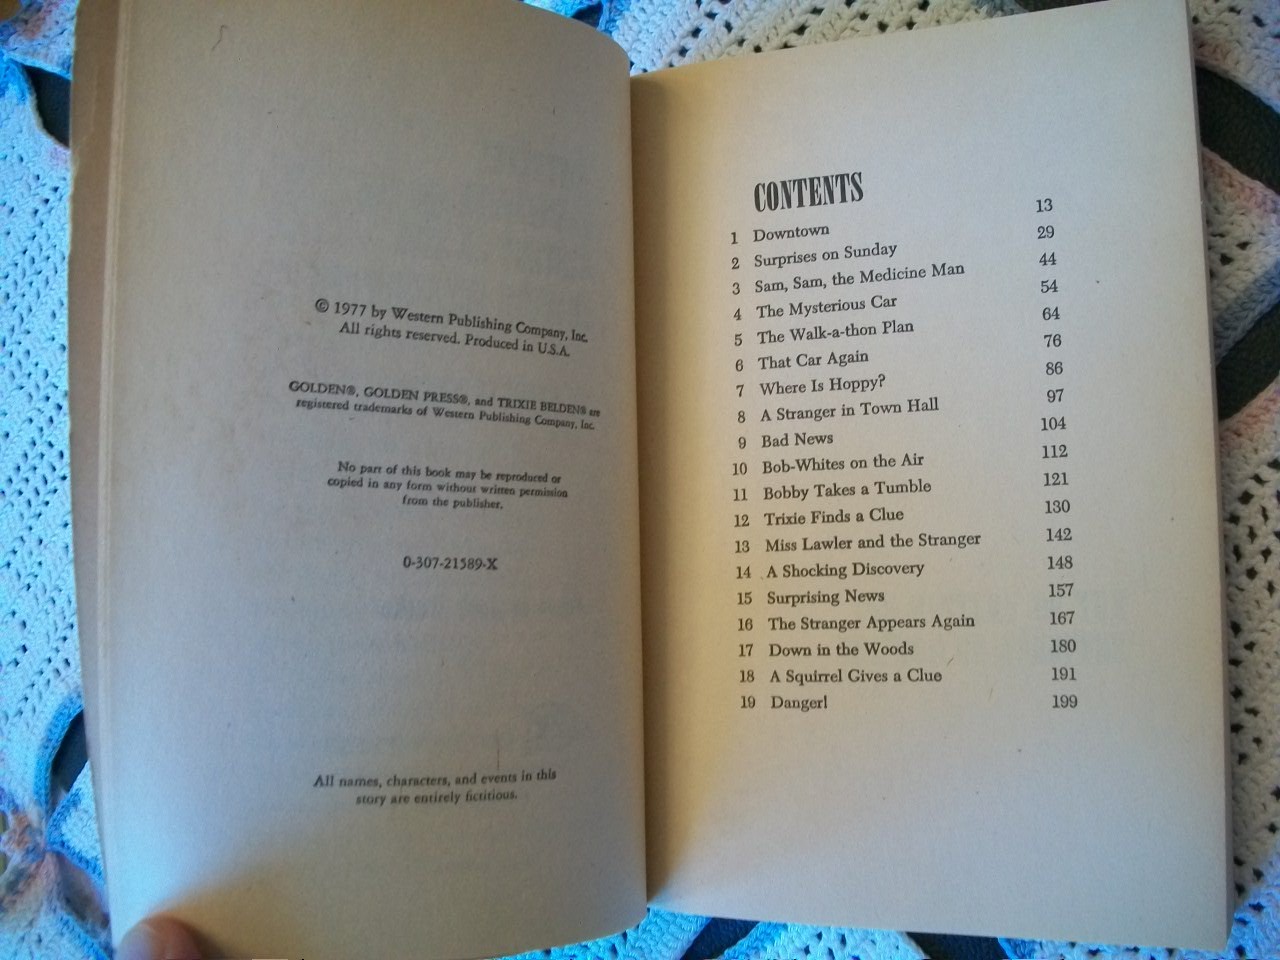 © 1977 by Western Publishing Company, Inc.
All rights reserved. Produced in U.S.A.
GOLDEN®, GOLDEN PRESS®, and TRIXIE BELDEN® are
registered trademarks of Western Publishing Company, Inc.
No part of this book may be reproduced or
copied in any form without written permission
from the publisher.
0-307-21589-X
All names, characters, and events in this
story are entirely fictitious.
CONTENTS
1 Downtown 13
2 Surprises on Sunday 29
3 Sam, Sam, the Medicine Man 44
4 The Mysterious Car 54
5 The Walk-a-thon Plan 64
6 That Car Again 76
7 Where Is Hoppy? 86
8 A Stranger in Town Hall 97
9 Bad News 104
10 Bob-Whites on the Air 112
11 Bobby Takes a Tumble 121
12 Trixie Finds a Clue 130
13 Miss Lawler and the Stranger 142
14 A Shocking Discovery 148
15 Surprising News 157
16 The Stranger Appears Again 167
17 Down in the Woods 180
18 A Squirrel Gives a Clue 191
19 Danger! 199